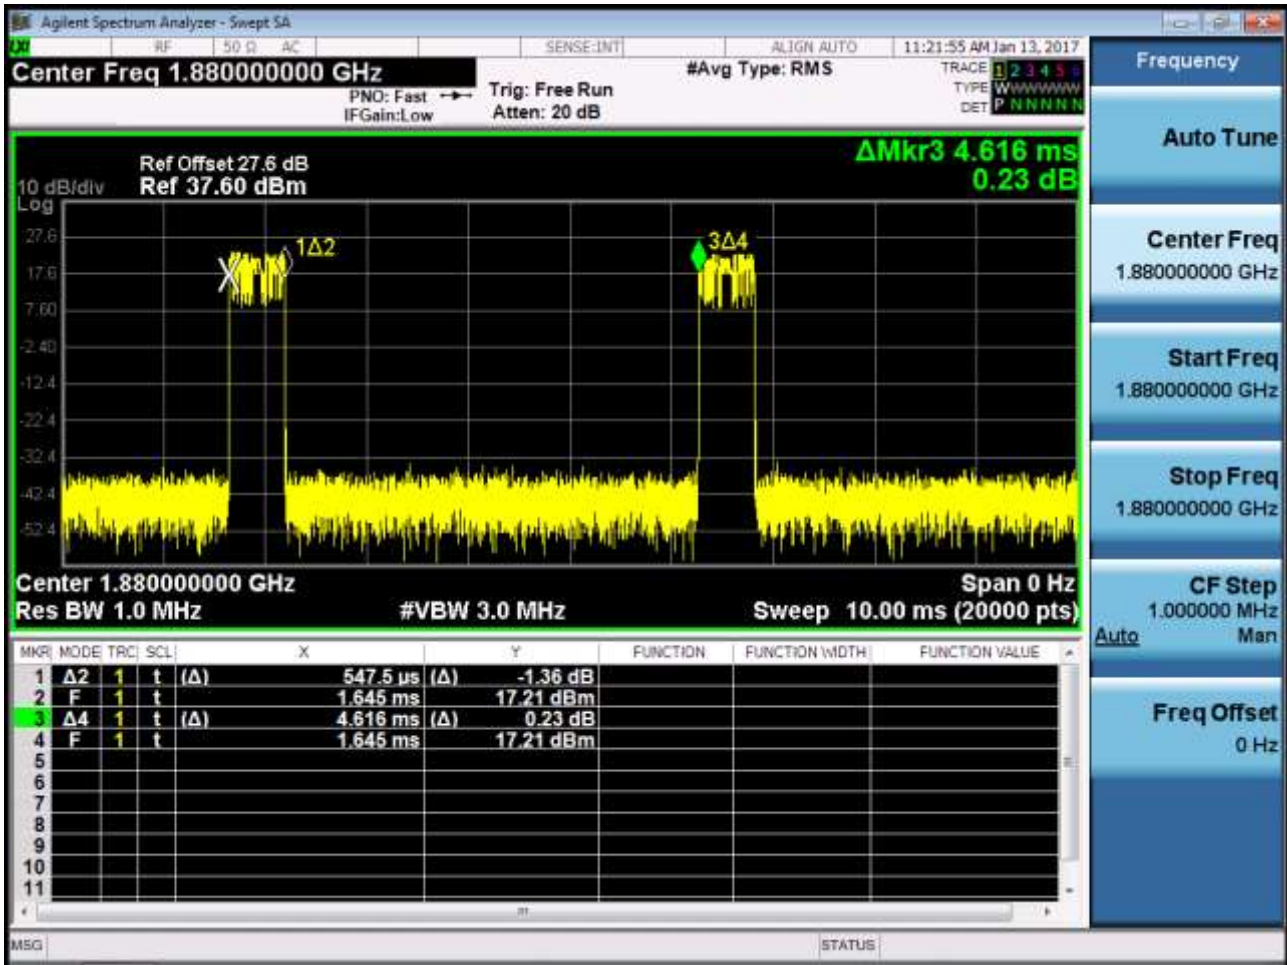 Agilent Spectrum Analyzer - Swept SA
LXI RF 50 Ω AC SENSE:INT ALIGN AUTO 11:21:55 AM Jan 13, 2017
Center Freq 1.880000000 GHz
PNO: Fast
IFGain:Low
Trig: Free Run
Atten: 20 dB
#Avg Type: RMS
TRACE 1 2 3 4 5 6
TYPE W
DET P N N N N N
Ref Offset 27.6 dB
10 dB/div Ref 37.60 dBm
Log
ΔMkr3 4.616 ms
0.23 dB
27.6
17.6
7.60
-2.40
-12.4
-22.4
-32.4
-42.4
-52.4
1Δ2
3Δ4
Center 1.880000000 GHz Span 0 Hz
Res BW 1.0 MHz #VBW 3.0 MHz Sweep 10.00 ms (20000 pts)
MKR MODE TRC SCL X Y FUNCTION FUNCTION WIDTH FUNCTION VALUE
1 Δ2 1 t (Δ) 547.5 µs (Δ) -1.36 dB
2 F 1 t 1.645 ms 17.21 dBm
3 Δ4 1 t (Δ) 4.616 ms (Δ) 0.23 dB
4 F 1 t 1.645 ms 17.21 dBm
5
6
7
8
9
10
11
MSG STATUS
Frequency
Auto Tune
Center Freq
1.880000000 GHz
Start Freq
1.880000000 GHz
Stop Freq
1.880000000 GHz
CF Step
1.000000 MHz
Auto Man
Freq Offset
0 Hz